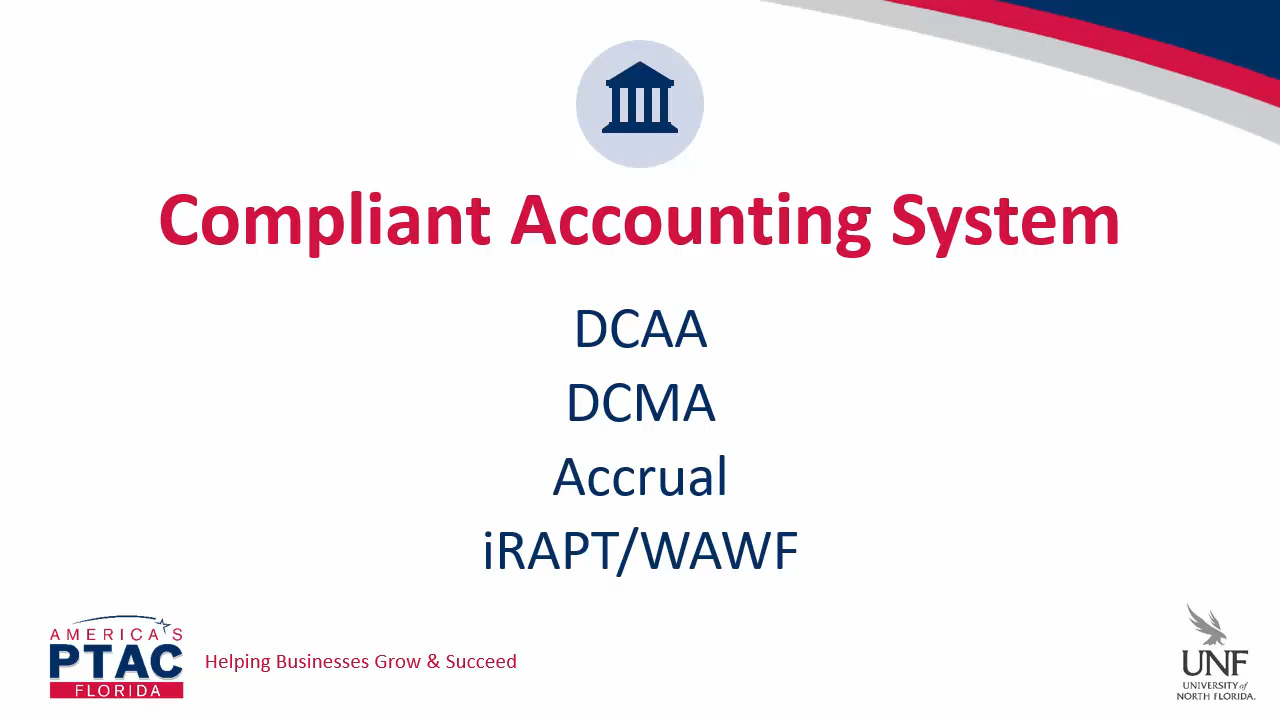 Compliant Accounting System
DCAA
DCMA
Accrual
iRAPT/WAWF
AMERICA'S
PTAC
FLORIDA
Helping Businesses Grow & Succeed
UNF
UNIVERSITY of
NORTH FLORIDA.